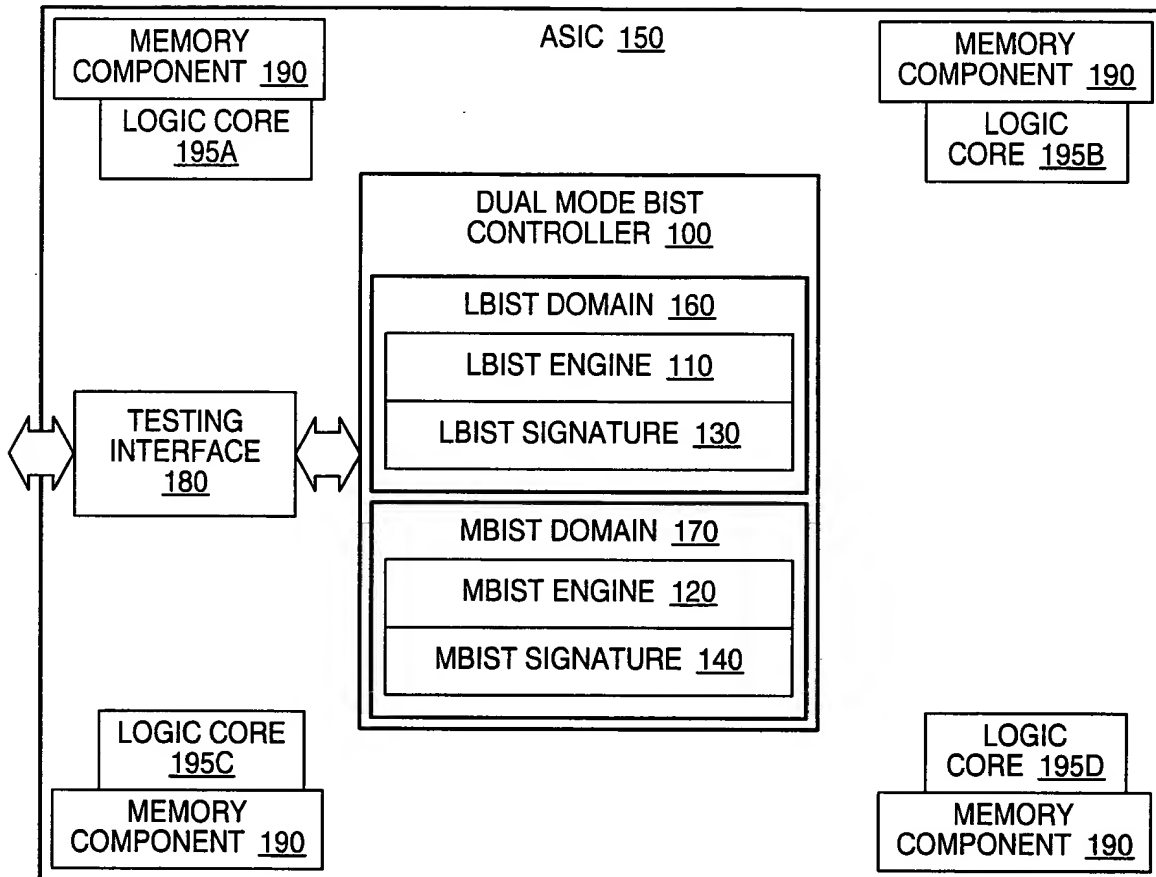 MEMORY
COMPONENT 190
LOGIC CORE
195A
ASIC 150
MEMORY
COMPONENT 190
LOGIC
CORE 195B
DUAL MODE BIST
CONTROLLER 100
LBIST DOMAIN 160
LBIST ENGINE 110
LBIST SIGNATURE 130
TESTING
INTERFACE
180
MBIST DOMAIN 170
MBIST ENGINE 120
MBIST SIGNATURE 140
LOGIC CORE
195C
MEMORY
COMPONENT 190
LOGIC
CORE 195D
MEMORY
COMPONENT 190